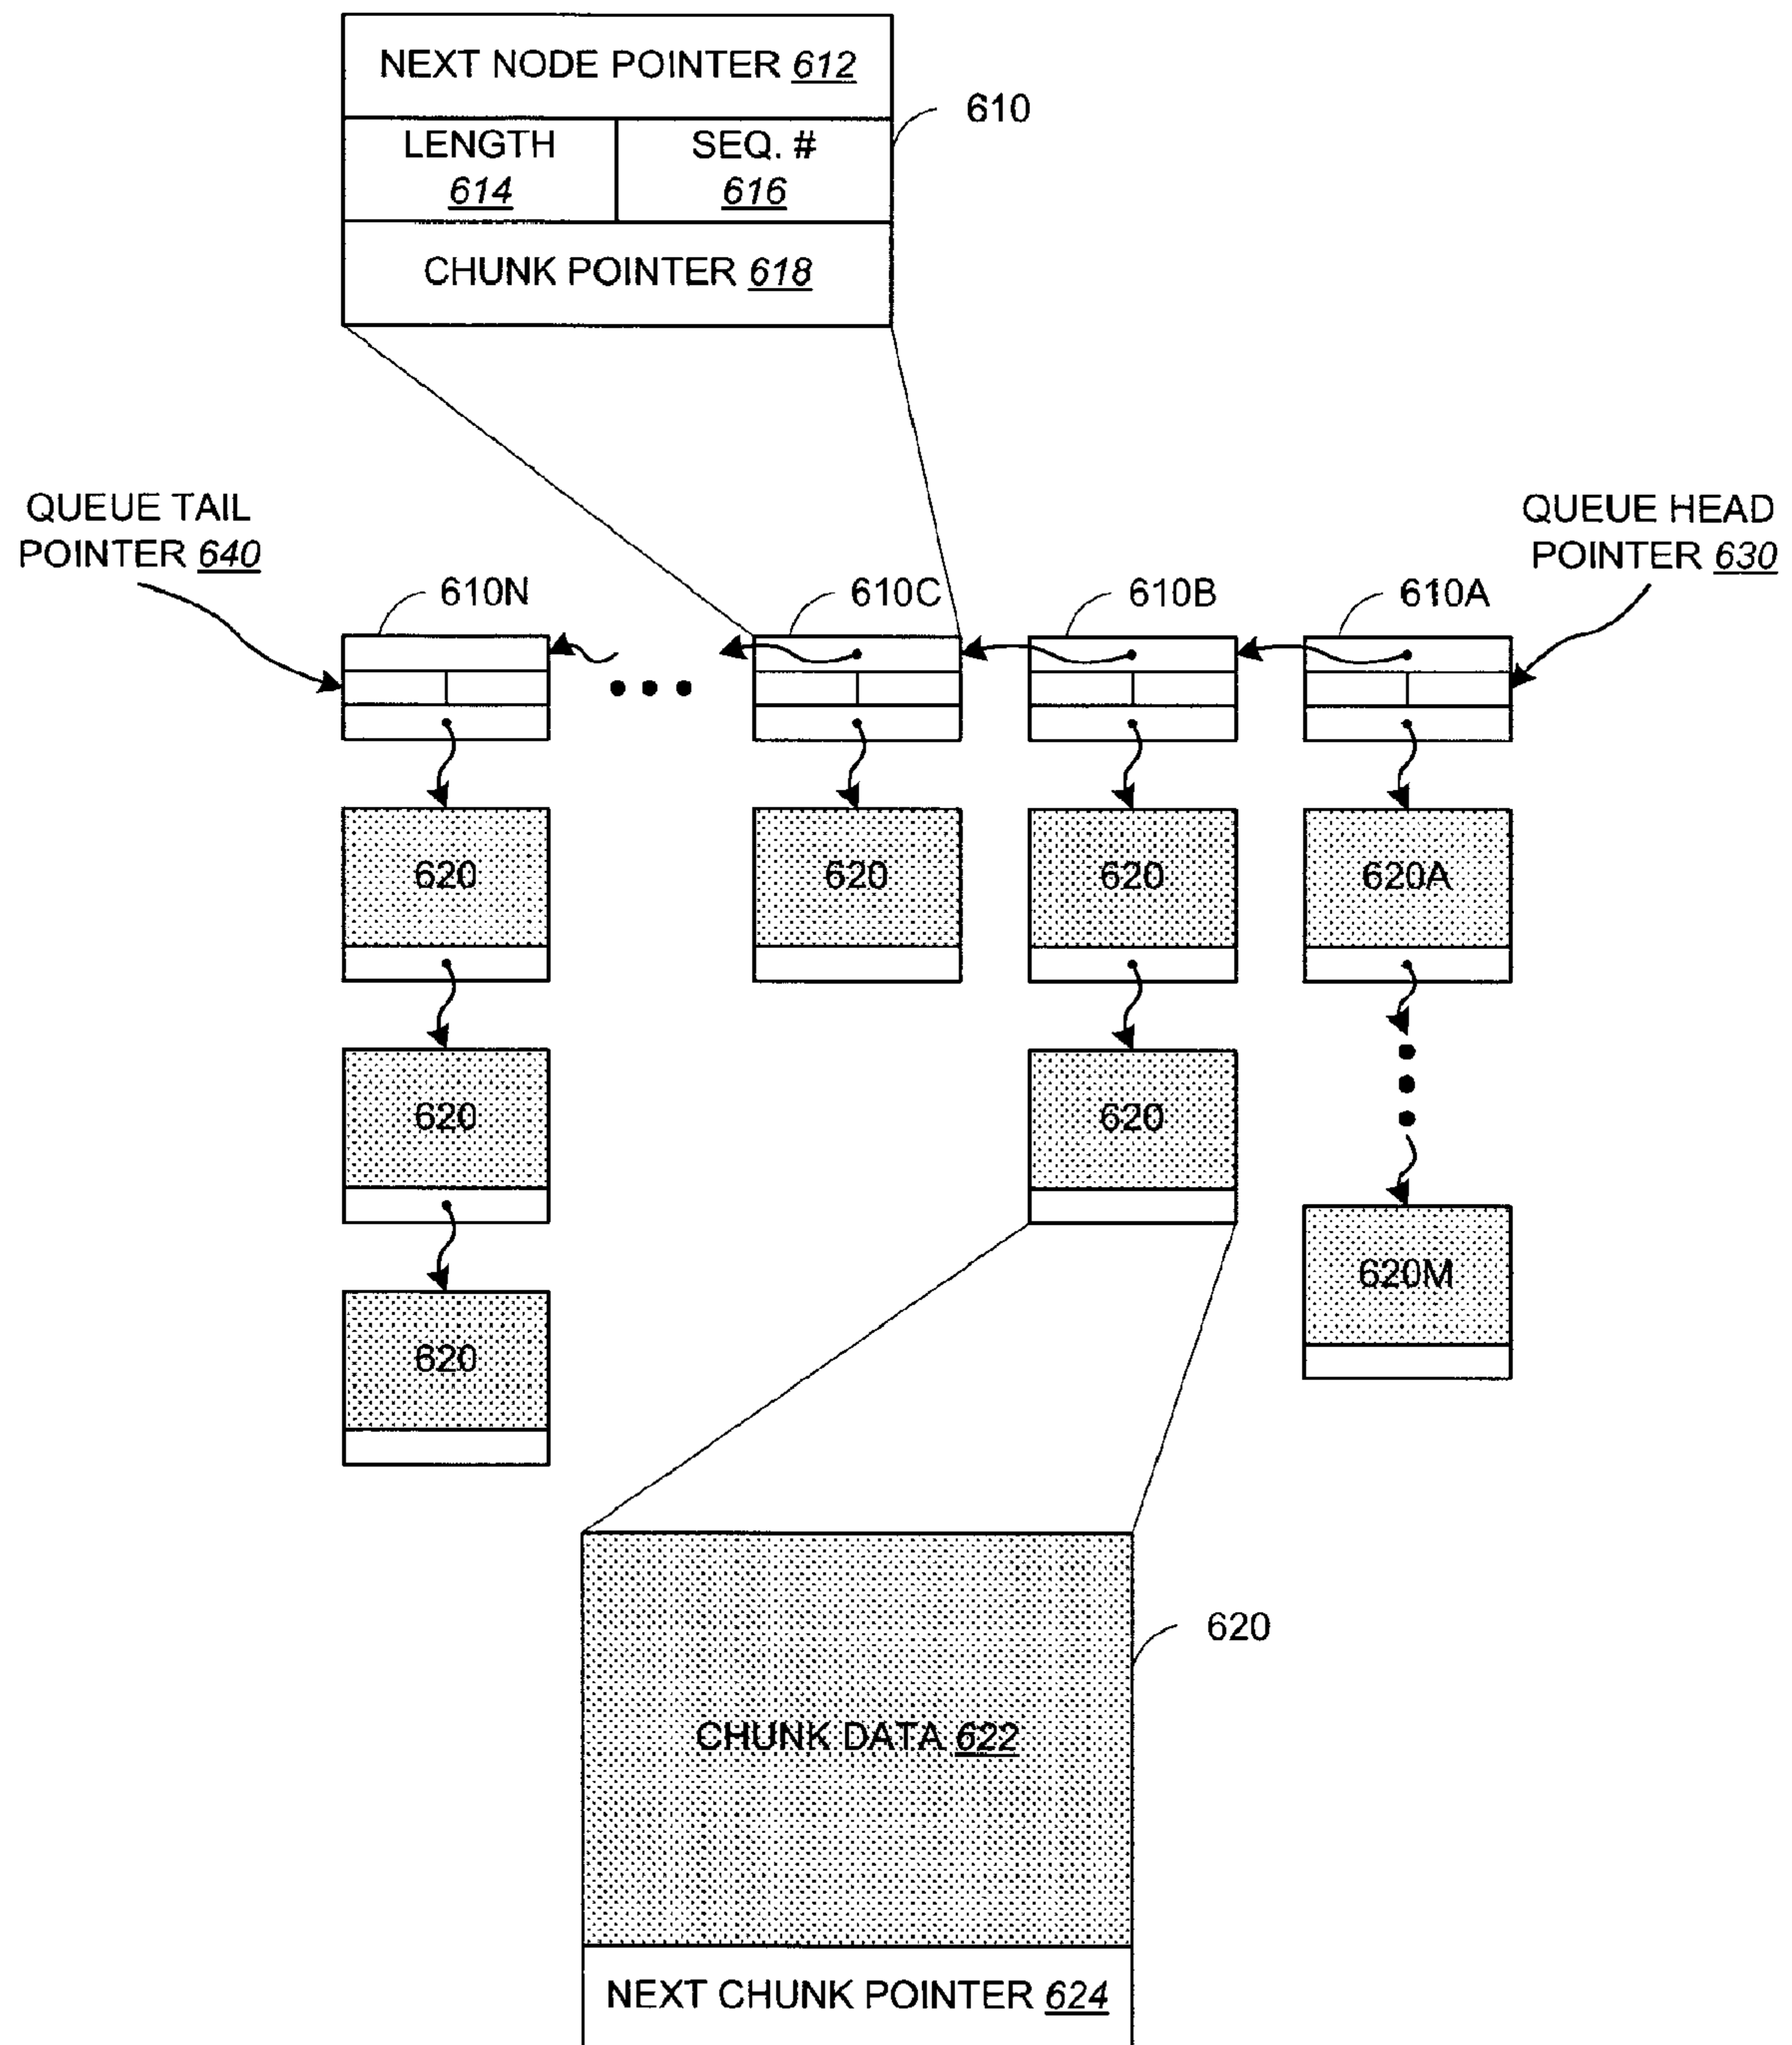 NEXT NODE POINTER 612
610
LENGTH
614
SEQ. #
616
CHUNK POINTER 618
QUEUE TAIL
POINTER 640
QUEUE HEAD
POINTER 630
610N
610C
610B
610A
620
620
620
620A
620
620
620M
620
620
CHUNK DATA 622
NEXT CHUNK POINTER 624